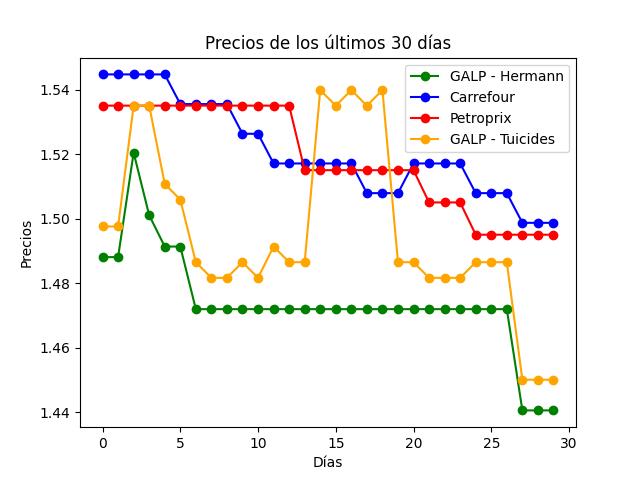 Precios de los últimos 30 días
GALP - Hermann
Carrefour
Petroprix
GALP - Tuicides
Precios
1.54
1.52
1.50
1.48
1.46
1.44
0 5 10 15 20 25 30
Días